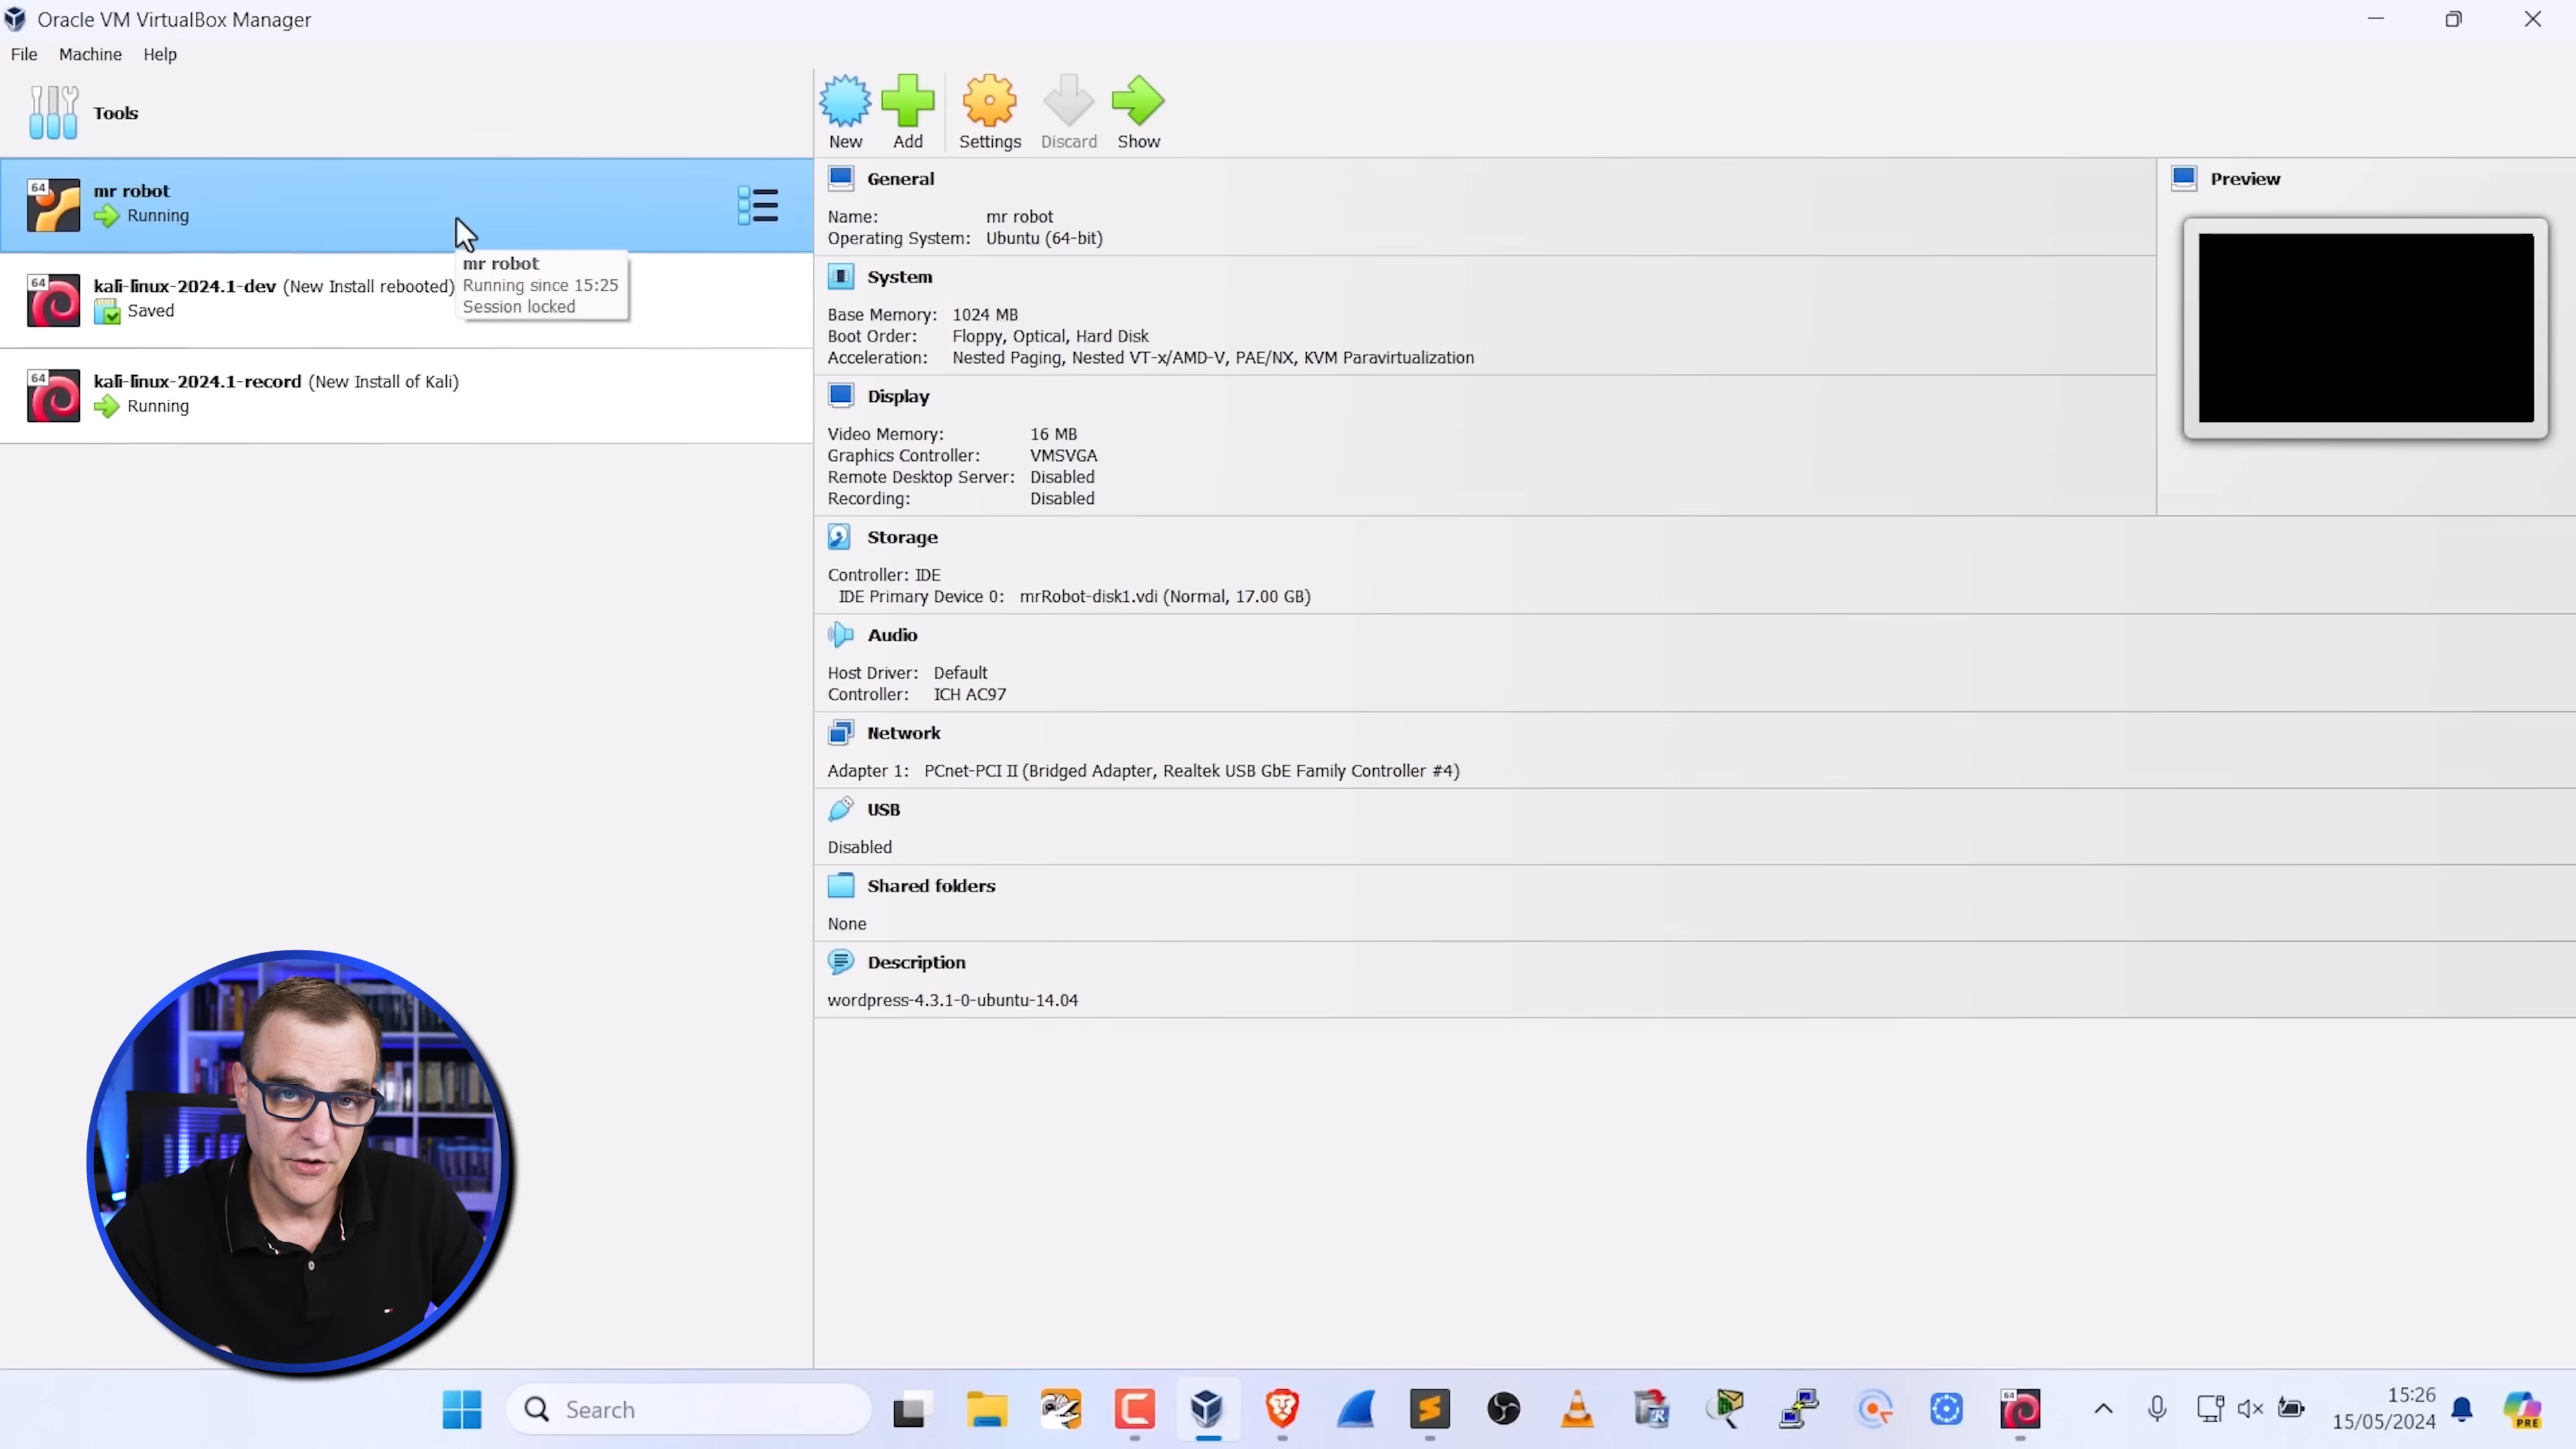 Oracle VM VirtualBox Manager
File Machine Help
Tools
New Add Settings Discard Show
64 mr robot
Running
mr robot
Running since 15:25
Session locked
64 kali-linux-2024.1-dev (New Install rebooted)
Saved
64 kali-linux-2024.1-record (New Install of Kali)
Running
General
Name: mr robot
Operating System: Ubuntu (64-bit)
System
Base Memory: 1024 MB
Boot Order: Floppy, Optical, Hard Disk
Acceleration: Nested Paging, Nested VT-x/AMD-V, PAE/NX, KVM Paravirtualization
Display
Video Memory: 16 MB
Graphics Controller: VMSVGA
Remote Desktop Server: Disabled
Recording: Disabled
Storage
Controller: IDE
IDE Primary Device 0: mrRobot-disk1.vdi (Normal, 17.00 GB)
Audio
Host Driver: Default
Controller: ICH AC97
Network
Adapter 1: PCnet-PCI II (Bridged Adapter, Realtek USB GbE Family Controller #4)
USB
Disabled
Shared folders
None
Description
wordpress-4.3.1-0-ubuntu-14.04
Preview
Search
64
15:26
15/05/2024
PRE